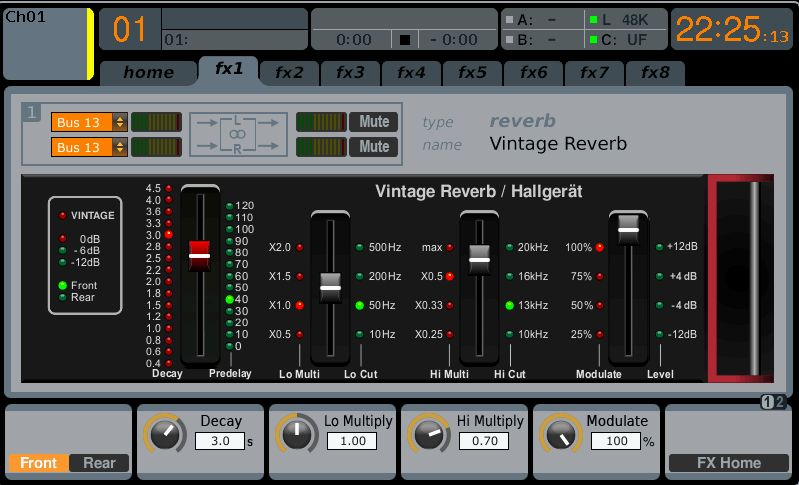 Ch01
01
01:
0:00
- 0:00
A: -
B: -
L 48K
C: UF
22:25:13
home
fx1
fx2
fx3
fx4
fx5
fx6
fx7
fx8
1
Bus 13
Bus 13
L
R
Mute
Mute
type reverb
name Vintage Reverb
Vintage Reverb / Hallgerät
VINTAGE
0dB
-6dB
-12dB
Front
Rear
4.5
4.0
3.6
3.3
3.0
2.8
2.5
2.2
2.0
1.8
1.5
1.2
1.0
0.8
0.6
0.4
Decay
120
110
100
90
80
70
60
50
40
30
20
10
0
Predelay
X2.0
X1.5
X1.0
X0.5
Lo Multi
500Hz
200Hz
50Hz
10Hz
Lo Cut
max
X0.5
X0.33
X0.25
Hi Multi
20kHz
16kHz
13kHz
10kHz
Hi Cut
100%
75%
50%
25%
Modulate
+12dB
+4 dB
-4 dB
-12dB
Level
1 2
Front Rear
Decay
3.0 s
Lo Multiply
1.00
Hi Multiply
0.70
Modulate
100 %
FX Home